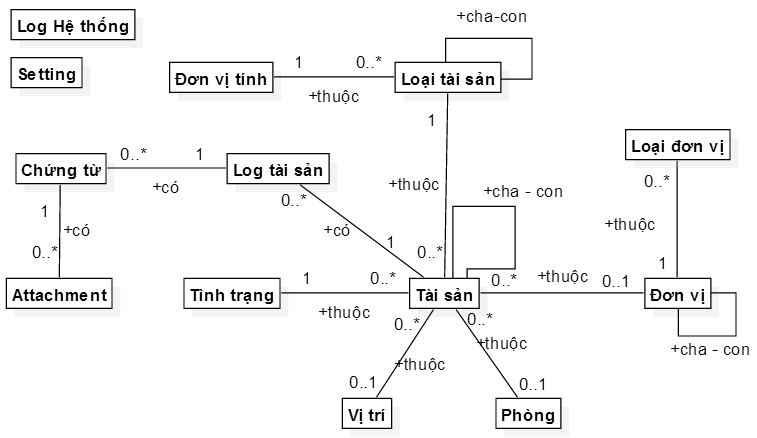 Log Hệ thống
+cha-con
Setting
Đơn vị tính
1
0..*
+thuộc
Loại tài sản
1
Loại đơn vị
0..*
Chứng từ
0..*
1
+có
Log tài sản
0..*
+thuộc
+cha - con
+thuộc
1
+có
0..*
+có
1
0..*
1
Attachment
Tình trạng
1
0..*
+thuộc
Tài sản
0..*
+thuộc
0..1
Đơn vị
0..*
0..*
+thuộc
+thuộc
+cha - con
0..1
0..1
Vị trí
Phòng